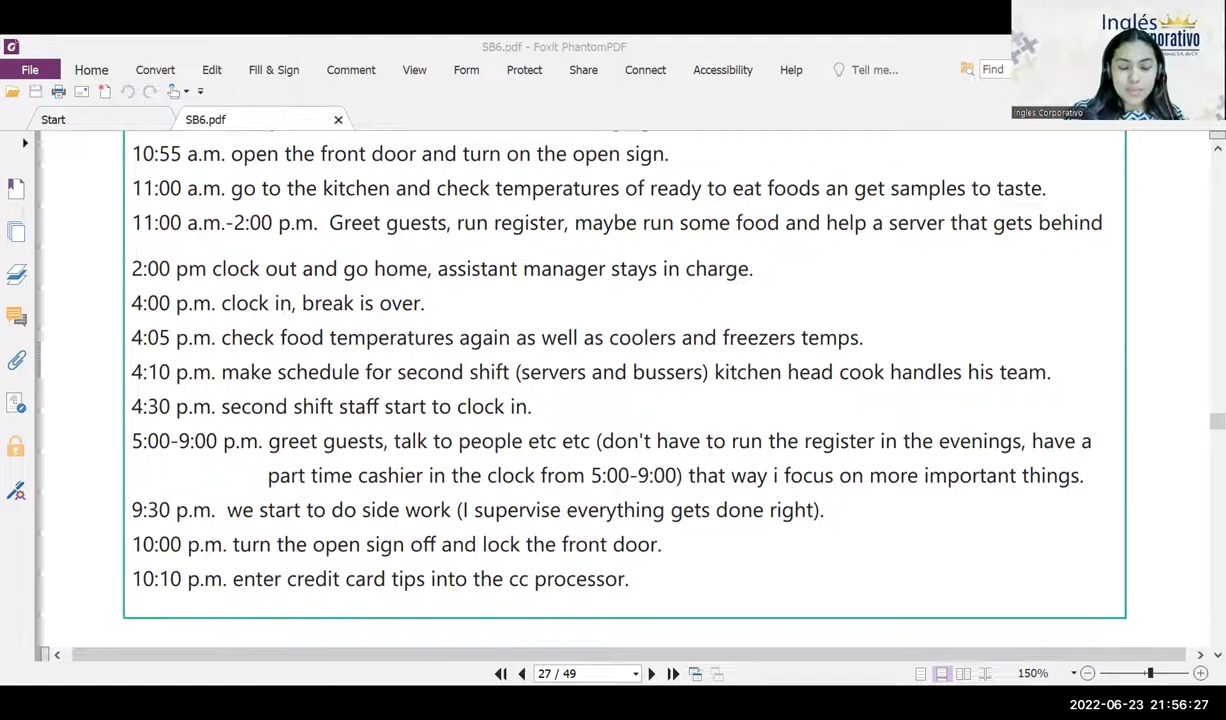 Inglés
orativo
SB6.pdf - Foxit PhantomPDF
File Home Convert Edit Fill & Sign Comment View Form Protect Share Connect Accessibility Help Tell me... Find
Ingles Corporativo
Start SB6.pdf
10:55 a.m. open the front door and turn on the open sign.
11:00 a.m. go to the kitchen and check temperatures of ready to eat foods an get samples to taste.
11:00 a.m.-2:00 p.m. Greet guests, run register, maybe run some food and help a server that gets behind
2:00 pm clock out and go home, assistant manager stays in charge.
4:00 p.m. clock in, break is over.
4:05 p.m. check food temperatures again as well as coolers and freezers temps.
4:10 p.m. make schedule for second shift (servers and bussers) kitchen head cook handles his team.
4:30 p.m. second shift staff start to clock in.
5:00-9:00 p.m. greet guests, talk to people etc etc (don't have to run the register in the evenings, have a
part time cashier in the clock from 5:00-9:00) that way i focus on more important things.
9:30 p.m. we start to do side work (I supervise everything gets done right).
10:00 p.m. turn the open sign off and lock the front door.
10:10 p.m. enter credit card tips into the cc processor.
27 / 49
150%
2022-06-23 21:56:27